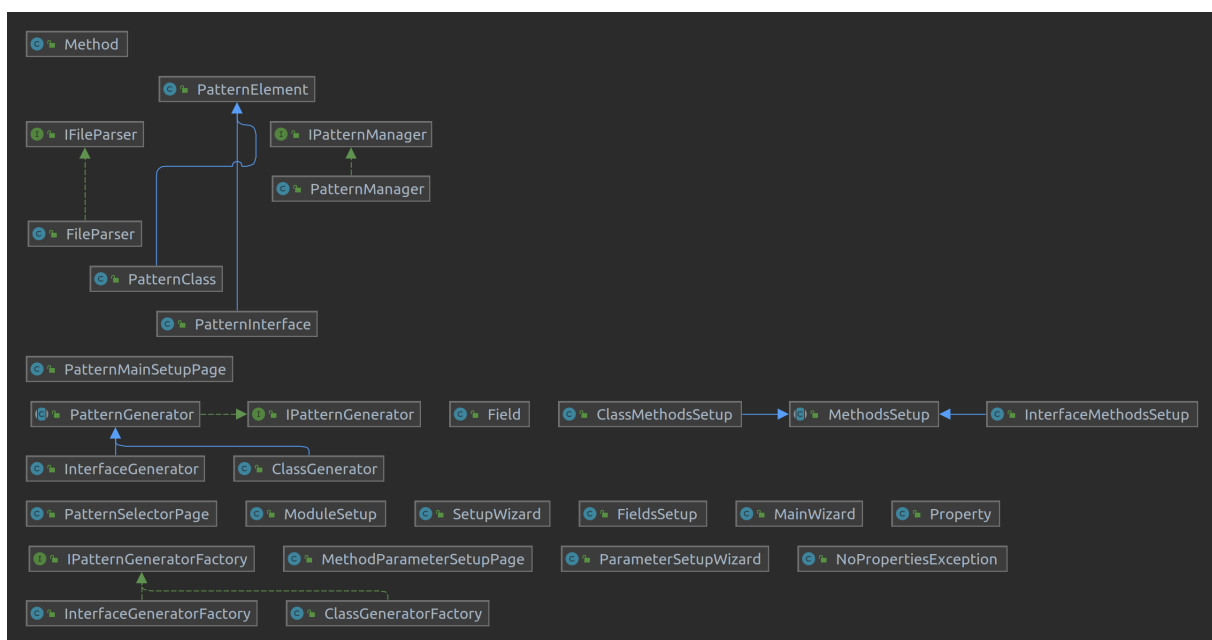 Method
PatternElement
IFileParser
IPatternManager
PatternManager
FileParser
PatternClass
PatternInterface
PatternMainSetupPage
PatternGenerator
IPatternGenerator
Field
ClassMethodsSetup
MethodsSetup
InterfaceMethodsSetup
InterfaceGenerator
ClassGenerator
PatternSelectorPage
ModuleSetup
SetupWizard
FieldsSetup
MainWizard
Property
IPatternGeneratorFactory
MethodParameterSetupPage
ParameterSetupWizard
NoPropertiesException
InterfaceGeneratorFactory
ClassGeneratorFactory